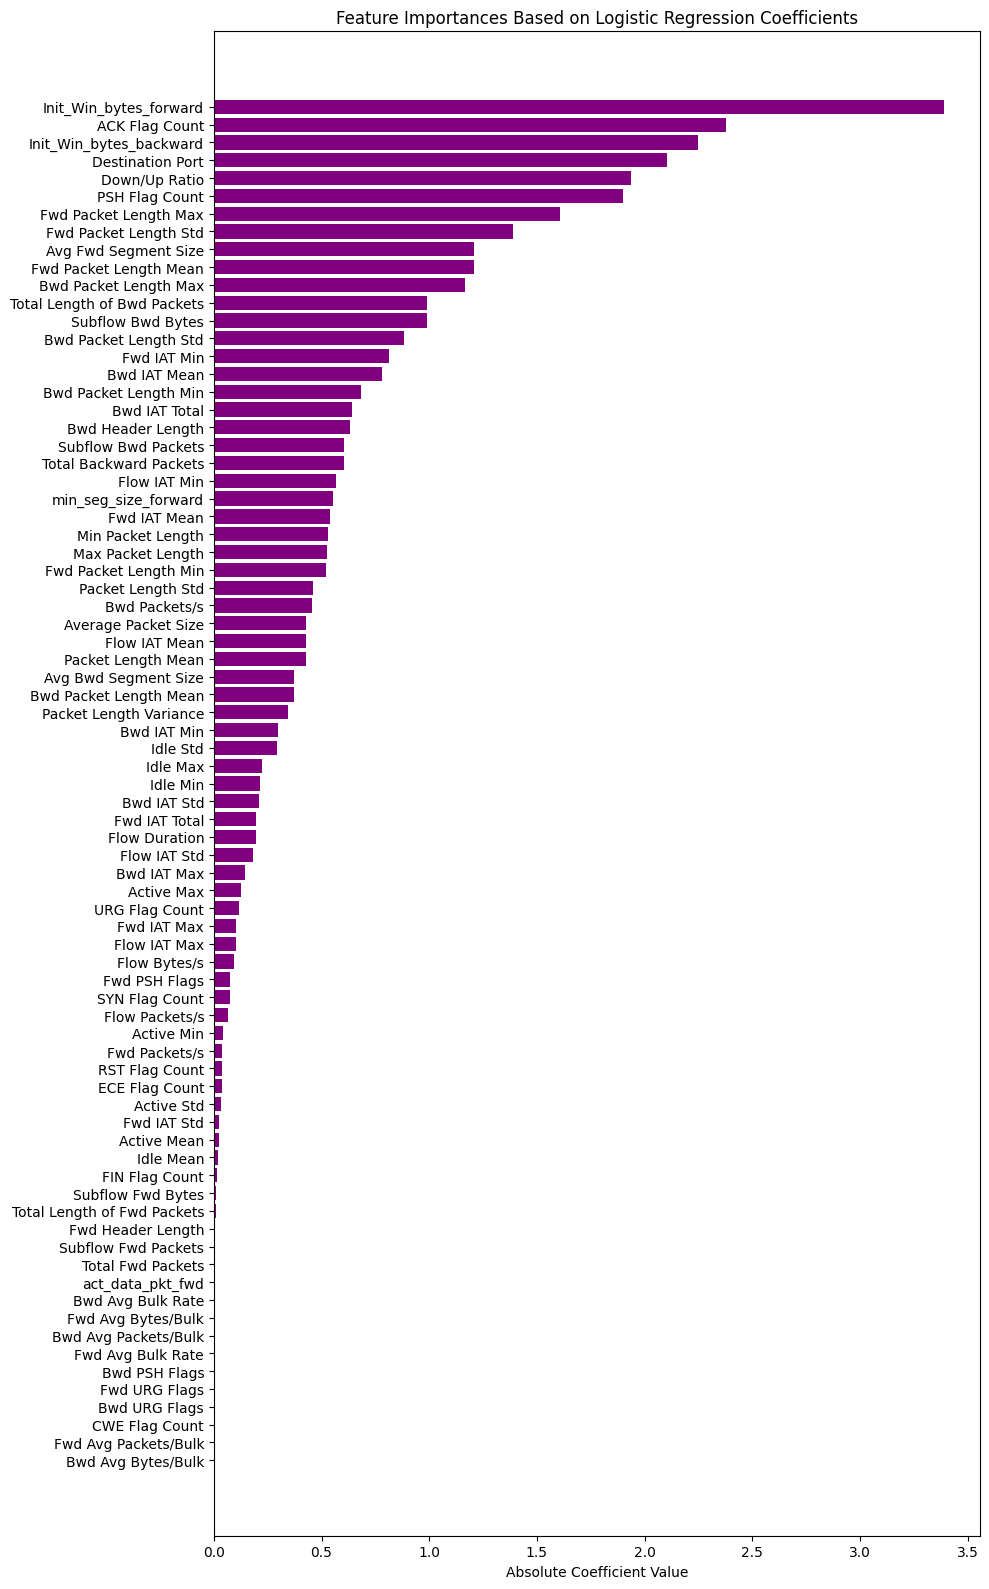 Feature Importances Based on Logistic Regression Coefficients
Init_Win_bytes_forward
ACK Flag Count
Init_Win_bytes_backward
Destination Port
Down/Up Ratio
PSH Flag Count
Fwd Packet Length Max
Fwd Packet Length Std
Avg Fwd Segment Size
Fwd Packet Length Mean
Bwd Packet Length Max
Total Length of Bwd Packets
Subflow Bwd Bytes
Bwd Packet Length Std
Fwd IAT Min
Bwd IAT Mean
Bwd Packet Length Min
Bwd IAT Total
Bwd Header Length
Subflow Bwd Packets
Total Backward Packets
Flow IAT Min
min_seg_size_forward
Fwd IAT Mean
Min Packet Length
Max Packet Length
Fwd Packet Length Min
Packet Length Std
Bwd Packets/s
Average Packet Size
Flow IAT Mean
Packet Length Mean
Avg Bwd Segment Size
Bwd Packet Length Mean
Packet Length Variance
Bwd IAT Min
Idle Std
Idle Max
Idle Min
Bwd IAT Std
Fwd IAT Total
Flow Duration
Flow IAT Std
Bwd IAT Max
Active Max
URG Flag Count
Fwd IAT Max
Flow IAT Max
Flow Bytes/s
Fwd PSH Flags
SYN Flag Count
Flow Packets/s
Active Min
Fwd Packets/s
RST Flag Count
ECE Flag Count
Active Std
Fwd IAT Std
Active Mean
Idle Mean
FIN Flag Count
Subflow Fwd Bytes
Total Length of Fwd Packets
Fwd Header Length
Subflow Fwd Packets
Total Fwd Packets
act_data_pkt_fwd
Bwd Avg Bulk Rate
Fwd Avg Bytes/Bulk
Bwd Avg Packets/Bulk
Fwd Avg Bulk Rate
Bwd PSH Flags
Fwd URG Flags
Bwd URG Flags
CWE Flag Count
Fwd Avg Packets/Bulk
Bwd Avg Bytes/Bulk
0.0 0.5 1.0 1.5 2.0 2.5 3.0 3.5
Absolute Coefficient Value